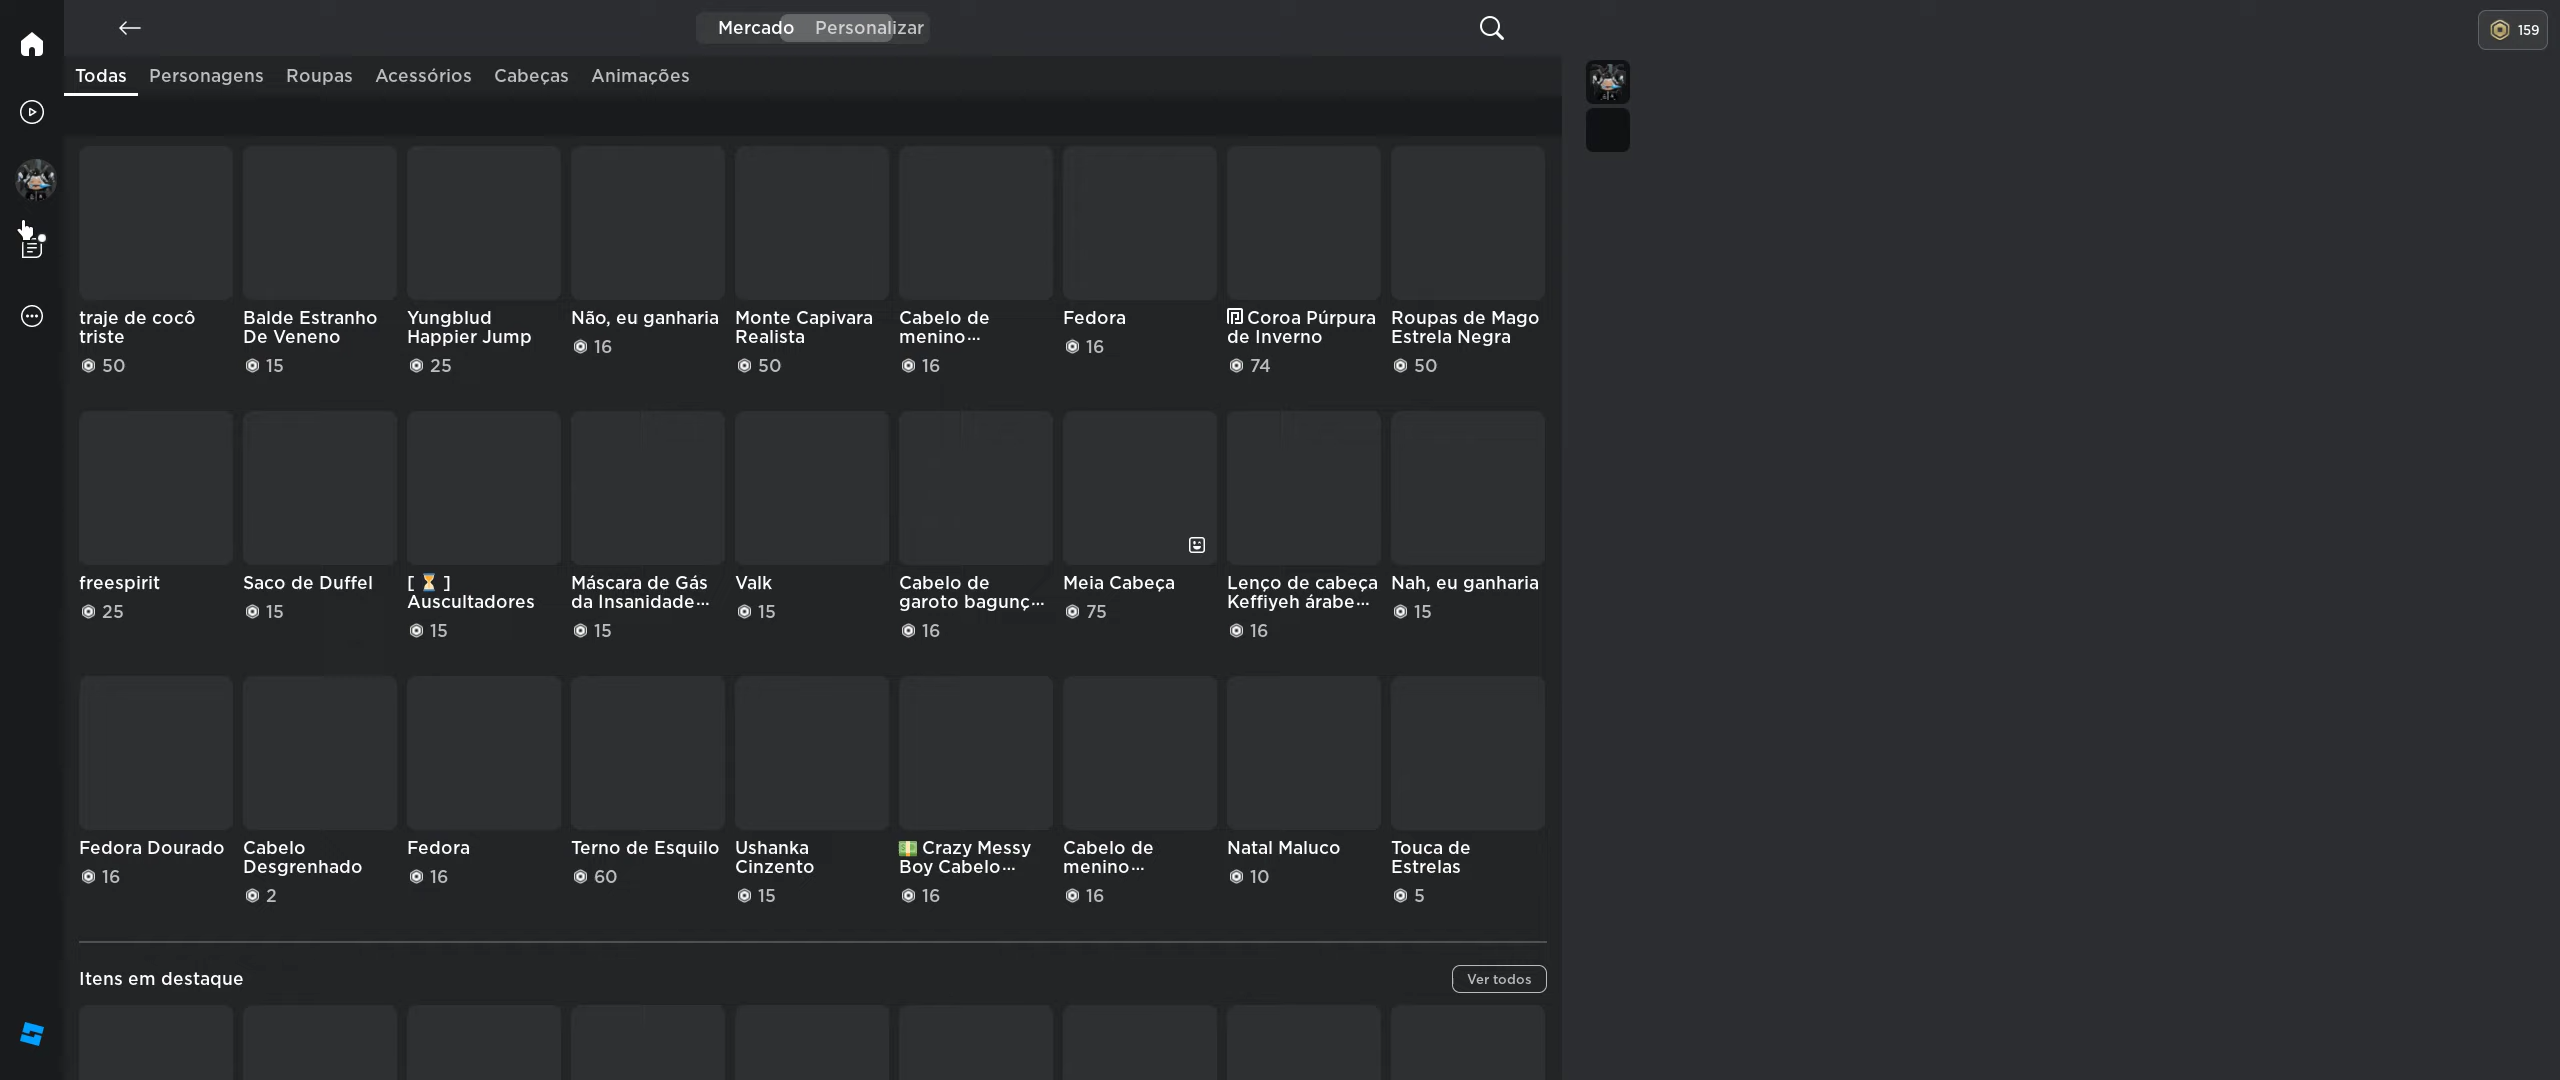 Mercado Personalizar
159
Todas Personagens Roupas Acessórios Cabeças Animações
traje de cocô triste
50
Balde Estranho De Veneno
15
Yungblud Happier Jump
25
Não, eu ganharia
16
Monte Capivara Realista
50
Cabelo de menino...
16
Fedora
16
Coroa Púrpura de Inverno
74
Roupas de Mago Estrela Negra
50
freespirit
25
Saco de Duffel
15
[ ⏳ ] Auscultadores
15
Máscara de Gás da Insanidade...
15
Valk
15
Cabelo de garoto bagunç...
16
Meia Cabeça
75
Lenço de cabeça Keffiyeh árabe...
16
Nah, eu ganharia
15
Fedora Dourado
16
Cabelo Desgrenhado
2
Fedora
16
Terno de Esquilo
60
Ushanka Cinzento
15
💵 Crazy Messy Boy Cabelo...
16
Cabelo de menino...
16
Natal Maluco
10
Touca de Estrelas
5
Itens em destaque
Ver todos